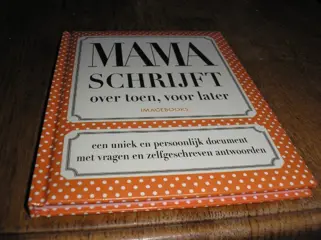 MAMA
SCHRIJFT
over toen, voor later
IMAGEBOOKS
een uniek en persoonlijk document
met vragen en zelfgeschreven antwoorden